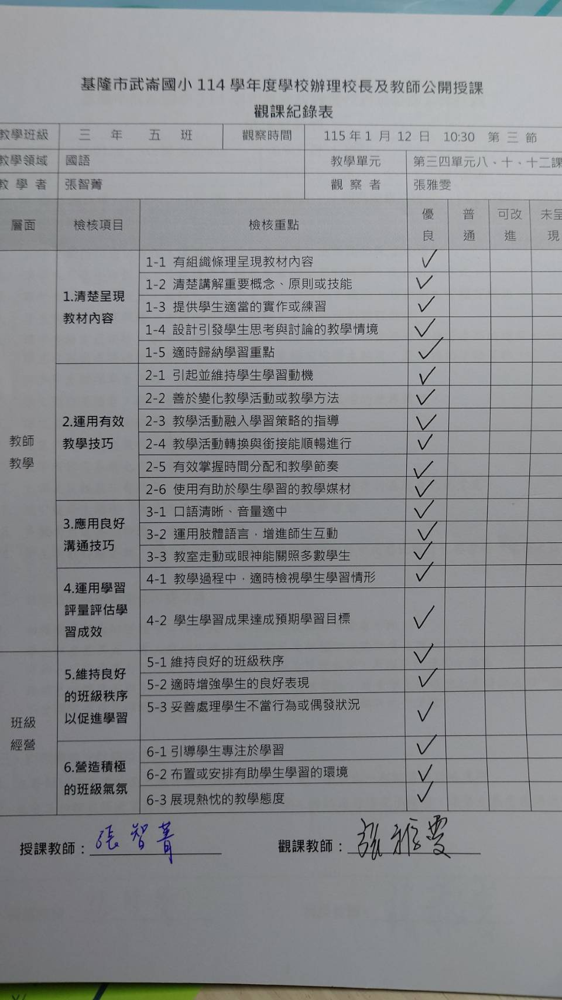 基隆市武崙國小 114 學年度學校辦理校長及教師公開授課
觀課紀錄表
教學班級 三 年 五 班 觀察時間 115 年 1 月 12 日 10:30 第 三 節
教學領域 國語 教學單元 第三四單元八、十、十二課
教 學 者 張智菁 觀 察 者 張雅雯
層面 檢核項目 檢核重點 優良 普通 可改進 未呈現
教師教學
1.清楚呈現教材內容
1-1 有組織條理呈現教材內容 ✓
1-2 清楚講解重要概念、原則或技能 ✓
1-3 提供學生適當的實作或練習 ✓
1-4 設計引發學生思考與討論的教學情境 ✓
1-5 適時歸納學習重點 ✓
2.運用有效教學技巧
2-1 引起並維持學生學習動機 ✓
2-2 善於變化教學活動或教學方法 ✓
2-3 教學活動融入學習策略的指導 ✓
2-4 教學活動轉換與銜接能順暢進行 ✓
2-5 有效掌握時間分配和教學節奏 ✓
2-6 使用有助於學生學習的教學媒材 ✓
3.應用良好溝通技巧
3-1 口語清晰、音量適中 ✓
3-2 運用肢體語言，增進師生互動 ✓
3-3 教室走動或眼神能關照多數學生 ✓
4.運用學習評量評估學習成效
4-1 教學過程中，適時檢視學生學習情形 ✓
4-2 學生學習成果達成預期學習目標 ✓
班級經營
5.維持良好的班級秩序以促進學習
5-1 維持良好的班級秩序 ✓
5-2 適時增強學生的良好表現 ✓
5-3 妥善處理學生不當行為或偶發狀況 ✓
6.營造積極的班級氣氛
6-1 引導學生專注於學習 ✓
6-2 布置或安排有助學生學習的環境 ✓
6-3 展現熱忱的教學態度 ✓
授課教師：張智菁 觀課教師：張雅雯